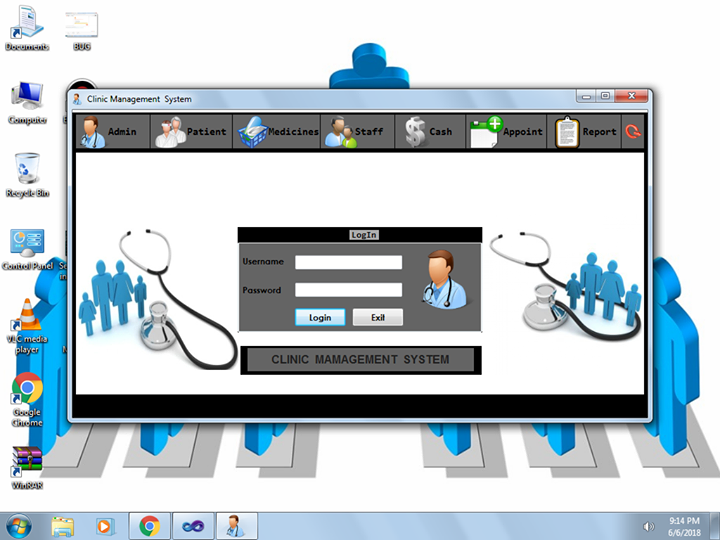 Documents
BUG
Computer
Recycle Bin
Control Panel
VLC media
player
Google
Chrome
WinRAR
Clinic Management System
Admin
Patient
Medicines
Staff
Cash
Appoint
Report
LogIn
Username
Password
Login
Exit
CLINIC MAMAGEMENT SYSTEM
9:14 PM
6/6/2018